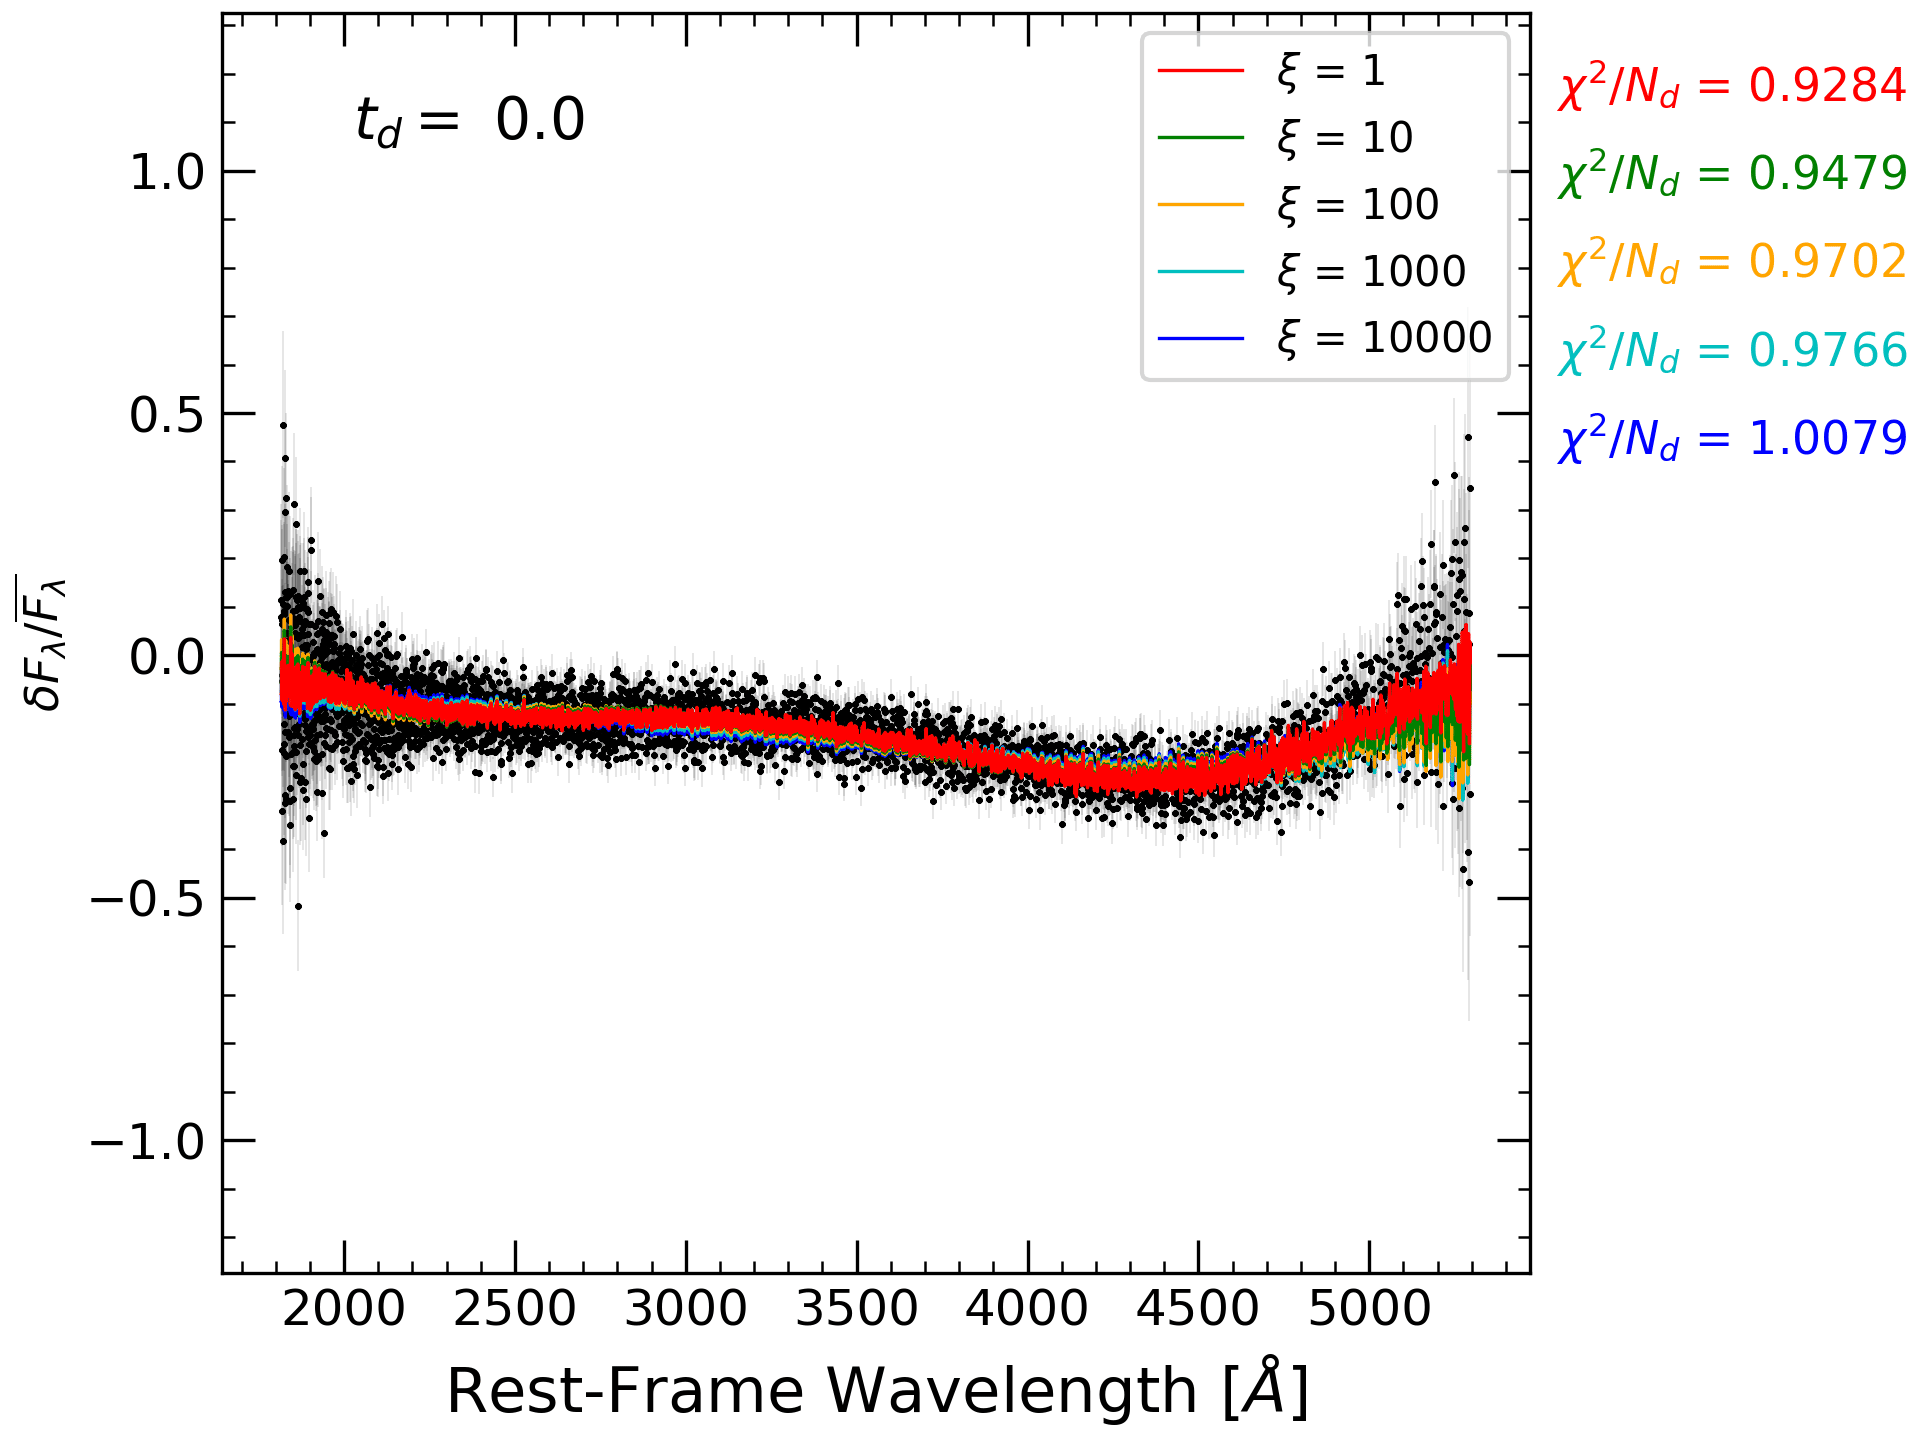 t_d = 0.0
ξ = 1
ξ = 10
ξ = 100
ξ = 1000
ξ = 10000
χ²/N_d = 0.9284
χ²/N_d = 0.9479
χ²/N_d = 0.9702
χ²/N_d = 0.9766
χ²/N_d = 1.0079
1.0
0.5
0.0
−0.5
−1.0
δF_λ/F̅_λ
2000 2500 3000 3500 4000 4500 5000
Rest-Frame Wavelength [Å]